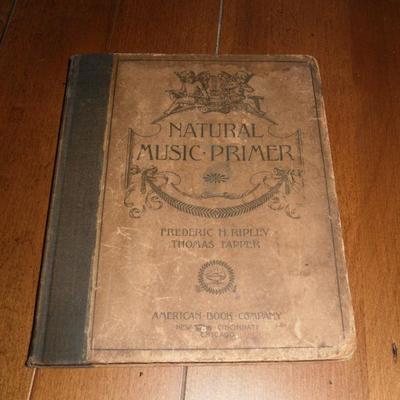 NATURAL
MUSIC·PRIMER
FREDERIC H. RIPLEY
THOMAS TAPPER
AMERICAN·BOOK·COMPANY
NEW YORK·CINCINNATI
CHICAGO